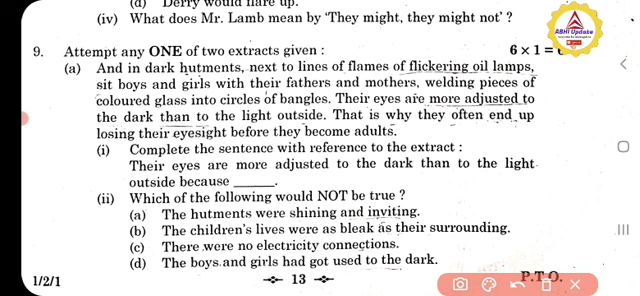 (d) Derry would flare up.
(iv) What does Mr. Lamb mean by 'They might, they might not' ?
ABHI Update
9. Attempt any ONE of two extracts given : 6 × 1 =
(a) And in dark hutments, next to lines of flames of flickering oil lamps,
sit boys and girls with their fathers and mothers, welding pieces of
coloured glass into circles of bangles. Their eyes are more adjusted to
the dark than to the light outside. That is why they often end up
losing their eyesight before they become adults.
(i) Complete the sentence with reference to the extract :
Their eyes are more adjusted to the dark than to the light
outside because ______.
(ii) Which of the following would NOT be true ?
(a) The hutments were shining and inviting.
(b) The children's lives were as bleak as their surrounding.
(c) There were no electricity connections.
(d) The boys and girls had got used to the dark.
1/2/1 13 P.T.O.